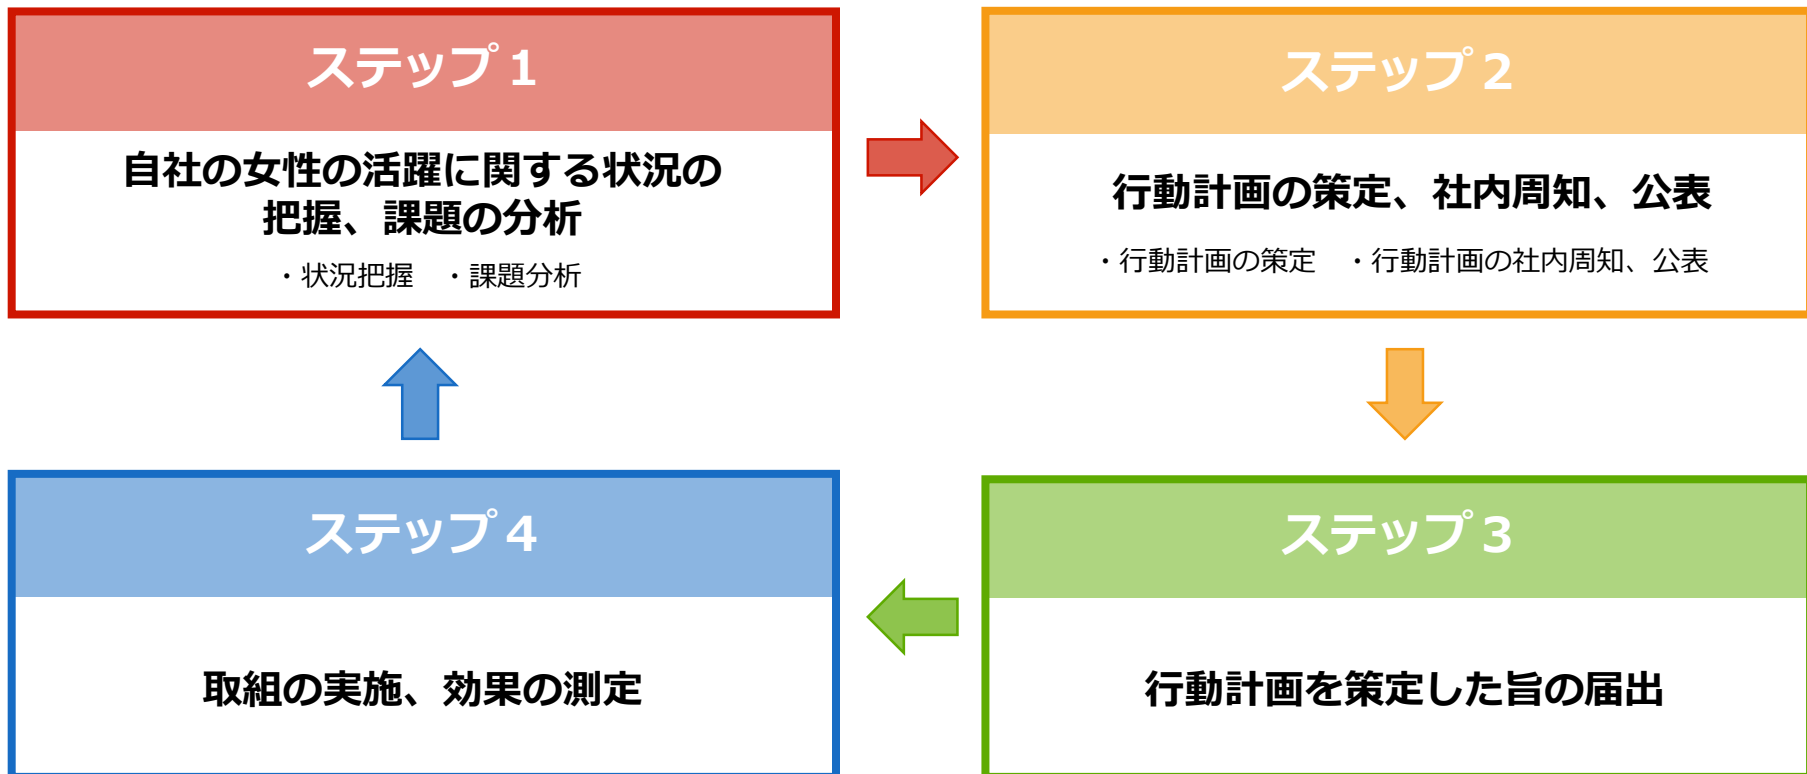 ステップ１
自社の女性の活躍に関する状況の
把握、課題の分析
・状況把握　・課題分析
ステップ２
行動計画の策定、社内周知、公表
・行動計画の策定　・行動計画の社内周知、公表
ステップ３
行動計画を策定した旨の届出
ステップ４
取組の実施、効果の測定